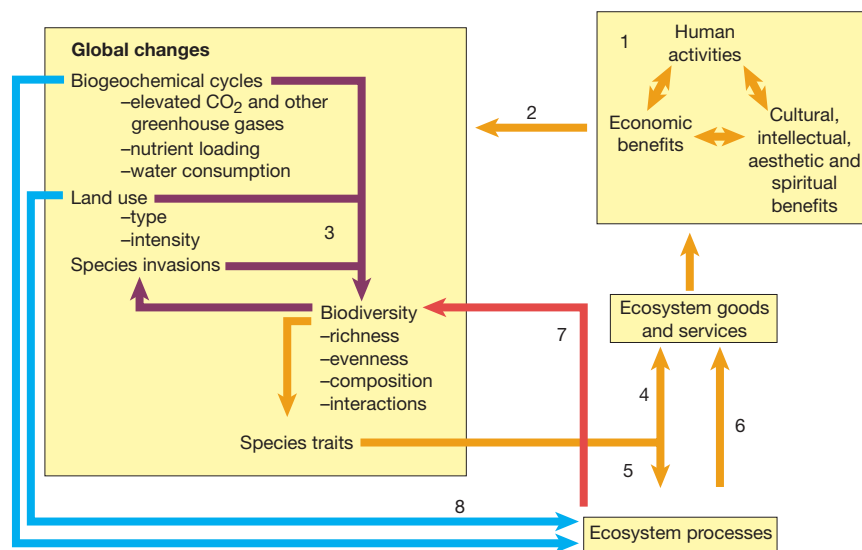 Global changes
Biogeochemical cycles
–elevated CO₂ and other
greenhouse gases
–nutrient loading
–water consumption
Land use
–type
–intensity
3
Species invasions
Biodiversity
–richness
–evenness
–composition
–interactions
Species traits
2
1
Human
activities
Economic
benefits
Cultural,
intellectual,
aesthetic and
spiritual
benefits
Ecosystem goods
and services
7
4
6
5
8
Ecosystem processes